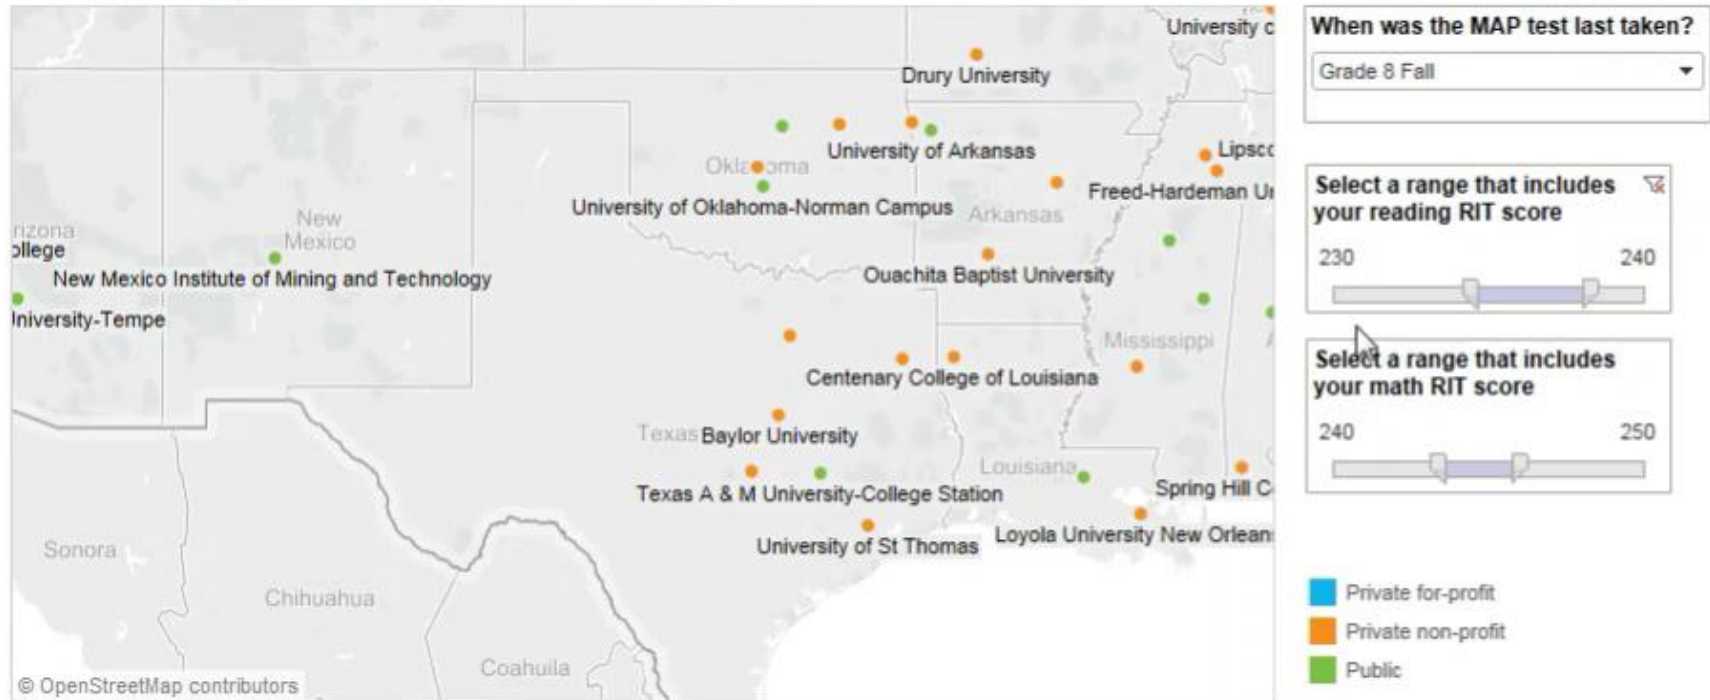 University c
Drury University
University of Arkansas
Oklahoma
University of Oklahoma-Norman Campus
Arkansas
Lipsco
Freed-Hardeman Ur
New
Mexico
rizona
ollege
New Mexico Institute of Mining and Technology
Ouachita Baptist University
University-Tempe
Mississippi
Centenary College of Louisiana
Texas
Baylor University
Louisiana
Texas A & M University-College Station
Spring Hill C
University of St Thomas
Loyola University New Orleans
Sonora
Chihuahua
Coahuila
© OpenStreetMap contributors
When was the MAP test last taken?
Grade 8 Fall
Select a range that includes
your reading RIT score
230 240
Select a range that includes
your math RIT score
240 250
Private for-profit
Private non-profit
Public